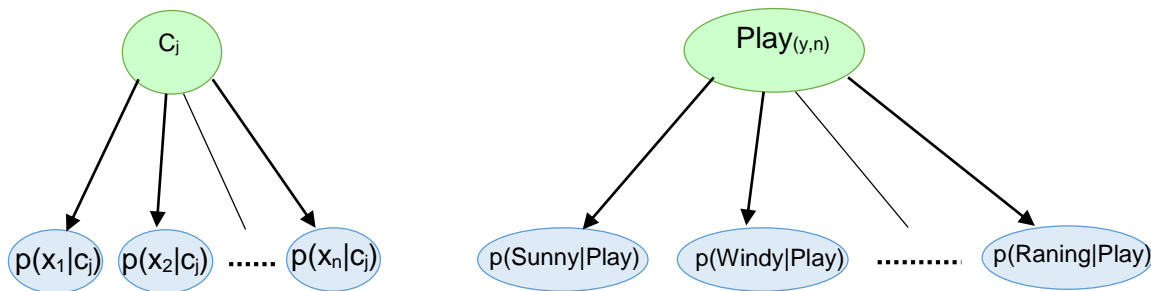 Cⱼ Play₍y,n₎
p(x₁|cⱼ) p(x₂|cⱼ) ...... p(xₙ|cⱼ) p(Sunny|Play) p(Windy|Play) ............ p(Raning|Play)